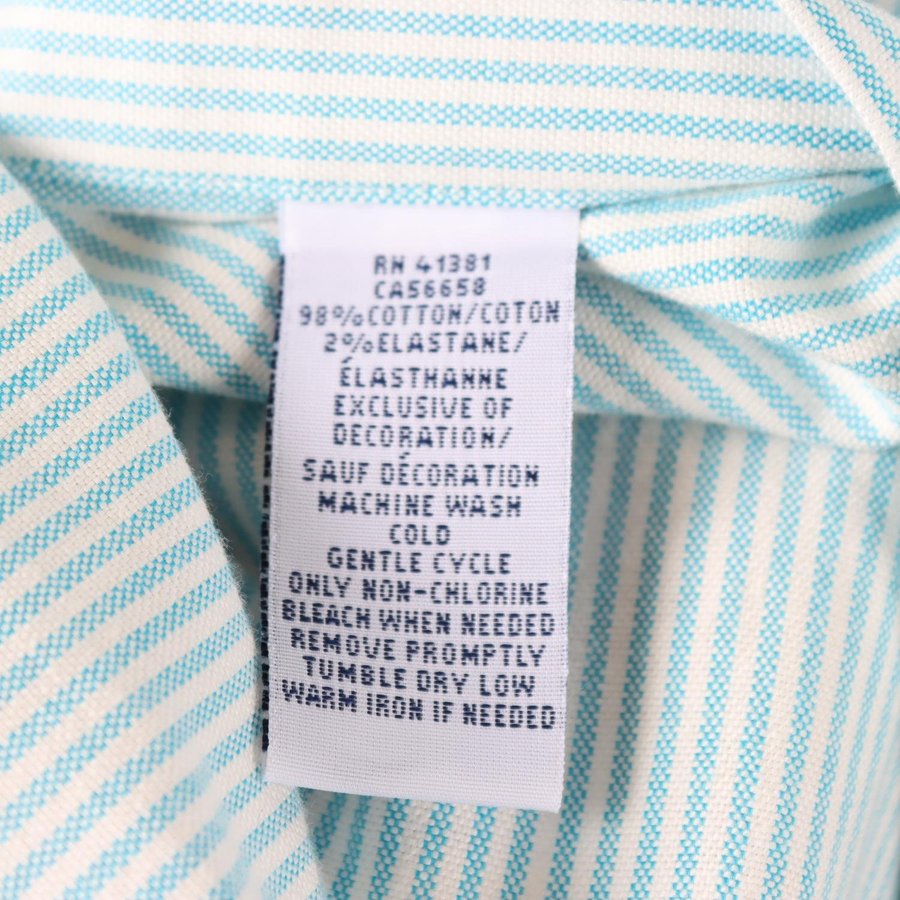 RN 41381
CA56658
98%COTTON/COTON
2%ELASTANE/
ÉLASTHANNE
EXCLUSIVE OF
DECORATION/
SAUF DÉCORATION
MACHINE WASH
COLD
GENTLE CYCLE
ONLY NON-CHLORINE
BLEACH WHEN NEEDED
REMOVE PROMPTLY
TUMBLE DRY LOW
WARM IRON IF NEEDED